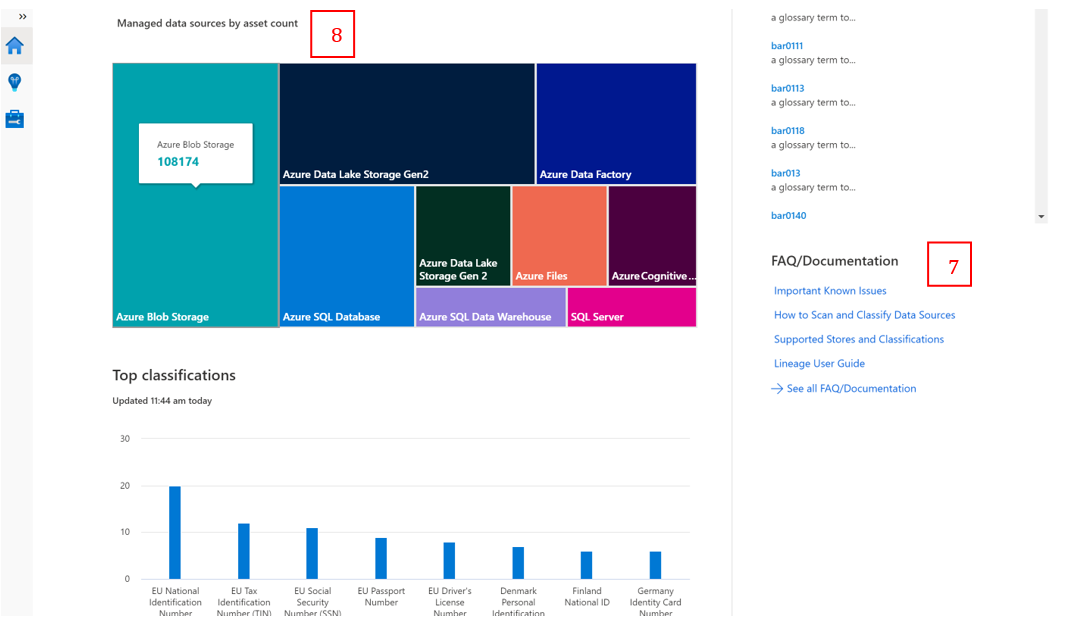 Managed data sources by asset count
8
Azure Blob Storage
108174
Azure Data Lake Storage Gen2
Azure Data Factory
Azure Data Lake
Storage Gen 2
Azure Files
Azure Cognitive ...
Azure Blob Storage
Azure SQL Database
Azure SQL Data Warehouse
SQL Server
Top classifications
Updated 11:44 am today
30
20
10
0
EU National
Identification
Number
EU Tax
Identification
Number (TIN)
EU Social
Security
Number (SSN)
EU Passport
Number
EU Driver's
License
Number
Denmark
Personal
Identification
Finland
National ID
Germany
Identity Card
Number
a glossary term to...
bar0111
a glossary term to...
bar0113
a glossary term to...
bar0118
a glossary term to...
bar013
a glossary term to...
bar0140
FAQ/Documentation
7
Important Known Issues
How to Scan and Classify Data Sources
Supported Stores and Classifications
Lineage User Guide
See all FAQ/Documentation